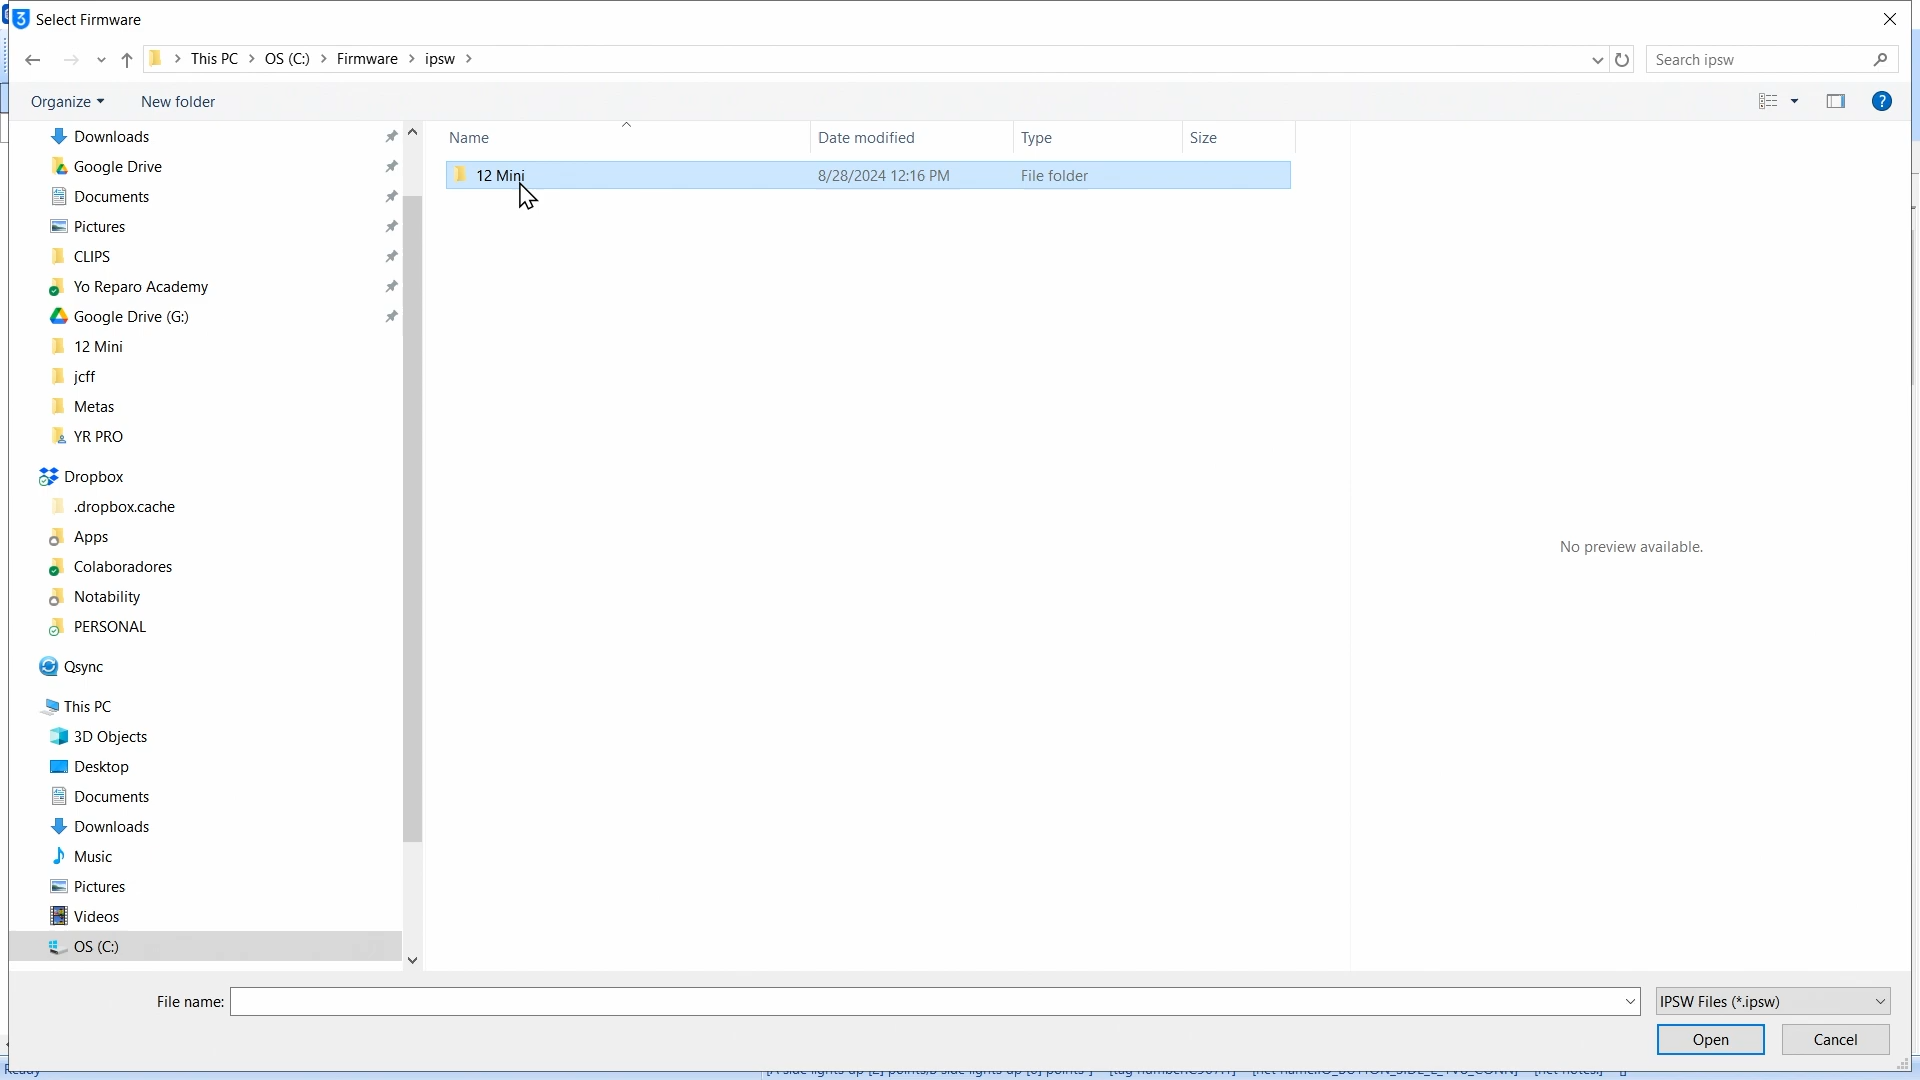 3 Select Firmware
This PC > OS (C:) > Firmware > ipsw >
Search ipsw
Organize
New folder
?
Name
Date modified
Type
Size
12 Mini
8/28/2024 12:16 PM
File folder
Downloads
Google Drive
Documents
Pictures
CLIPS
Yo Reparo Academy
Google Drive (G:)
12 Mini
jcff
Metas
YR PRO
Dropbox
.dropbox.cache
Apps
Colaboradores
Notability
PERSONAL
Qsync
This PC
3D Objects
Desktop
Documents
Downloads
Music
Pictures
Videos
OS (C:)
No preview available.
File name:
IPSW Files (*.ipsw)
Open
Cancel